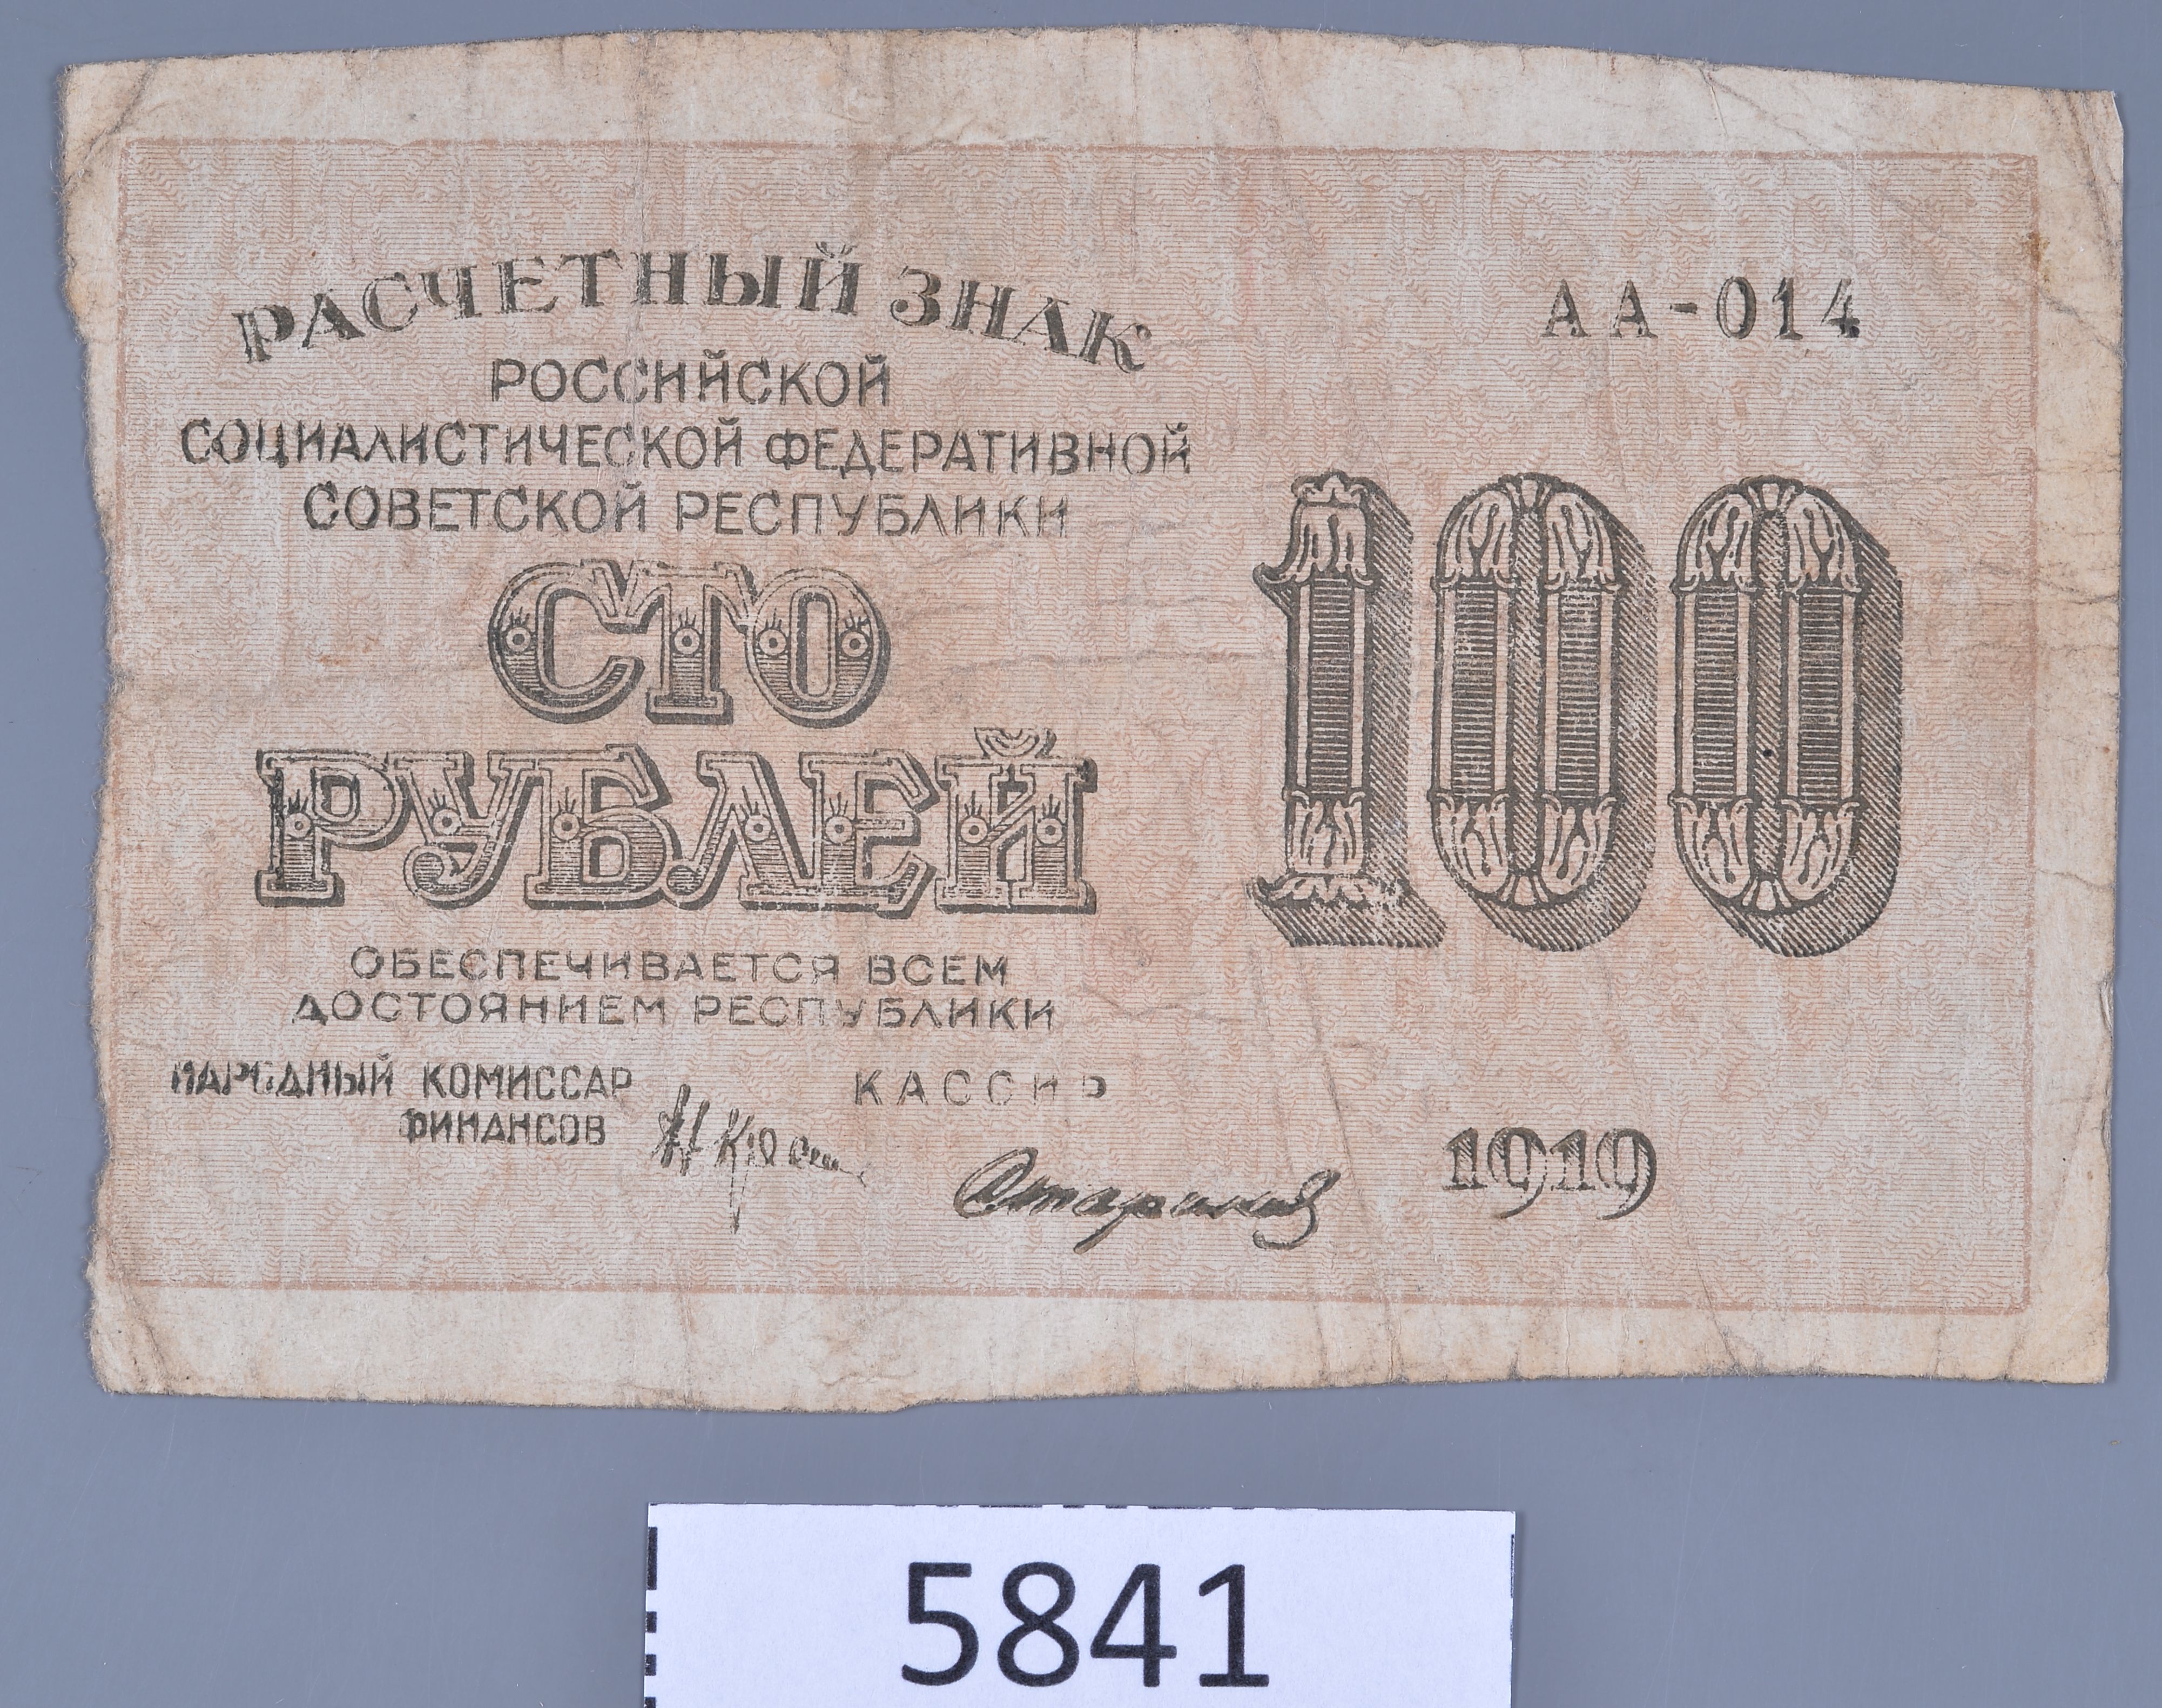 РАСЧЕТНЫЙ ЗНАК
РОССИЙСКОЙ
СОЦИАЛИСТИЧЕСКОЙ ФЕДЕРАТИВНОЙ
СОВЕТСКОЙ РЕСПУБЛИКИ
СТО
РУБЛЕЙ
ОБЕСПЕЧИВАЕТСЯ ВСЕМ
ДОСТОЯНИЕМ РЕСПУБЛИКИ
НАРОДНЫЙ КОМИССАР
ФИНАНСОВ
КАССИР
АА-014
100
1919
5841